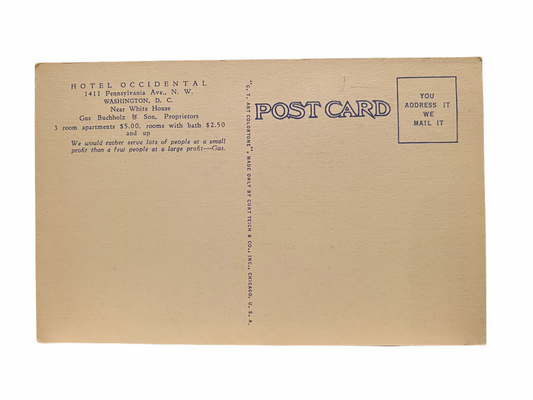 HOTEL OCCIDENTAL
1411 Pennsylvania Ave., N. W.
WASHINGTON, D. C.
Near White House
Gus Buchholz & Son, Proprietors
3 room apartments $5.00, rooms with bath $2.50
and up
We would rather serve lots of people at a small
profit than a few people at a large profit—Gus.
"C. T. ART COLORTONE", MADE ONLY BY CURT TEICH & CO., INC., CHICAGO, U. S. A.
POST CARD
YOU
ADDRESS IT
WE
MAIL IT